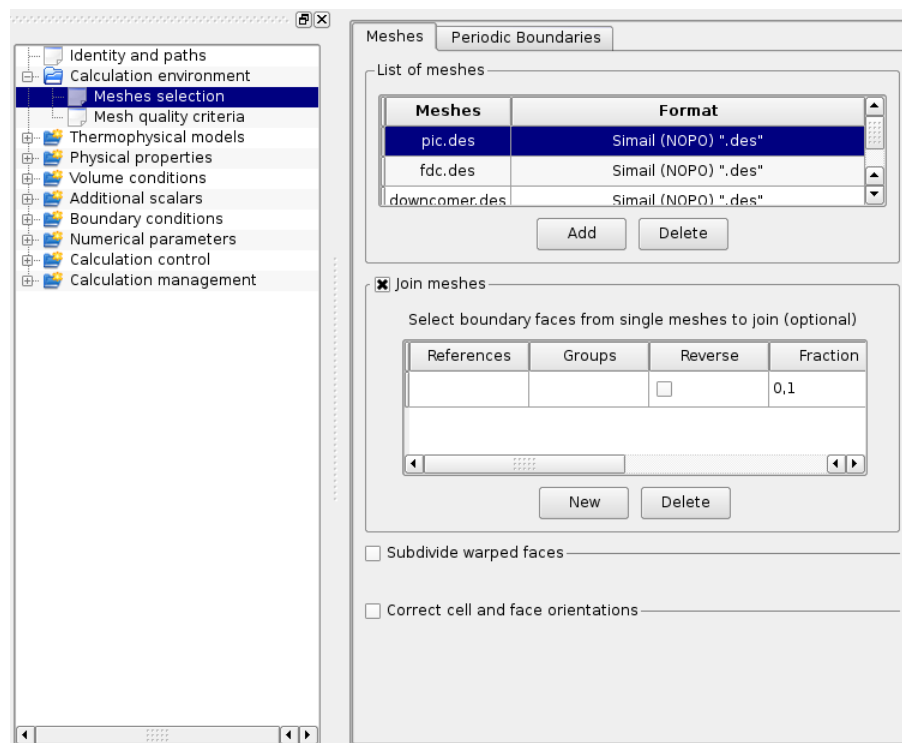 Identity and paths
Calculation environment
Meshes selection
Mesh quality criteria
Thermophysical models
Physical properties
Volume conditions
Additional scalars
Boundary conditions
Numerical parameters
Calculation control
Calculation management
Meshes Periodic Boundaries
List of meshes
Meshes Format
pic.des Simail (NOPO) ".des"
fdc.des Simail (NOPO) ".des"
downcomer.des Simail (NOPO) ".des"
Add Delete
Join meshes
Select boundary faces from single meshes to join (optional)
References Groups Reverse Fraction
0,1
New Delete
Subdivide warped faces
Correct cell and face orientations